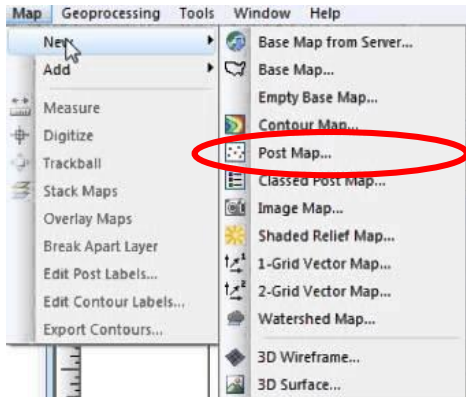 Map Geoprocessing Tools Window Help
New
Add
Measure
Digitize
Trackball
Stack Maps
Overlay Maps
Break Apart Layer
Edit Post Labels...
Edit Contour Labels...
Export Contours...
Base Map from Server...
Base Map...
Empty Base Map...
Contour Map...
Post Map...
Classed Post Map...
Image Map...
Shaded Relief Map...
1-Grid Vector Map...
2-Grid Vector Map...
Watershed Map...
3D Wireframe...
3D Surface...